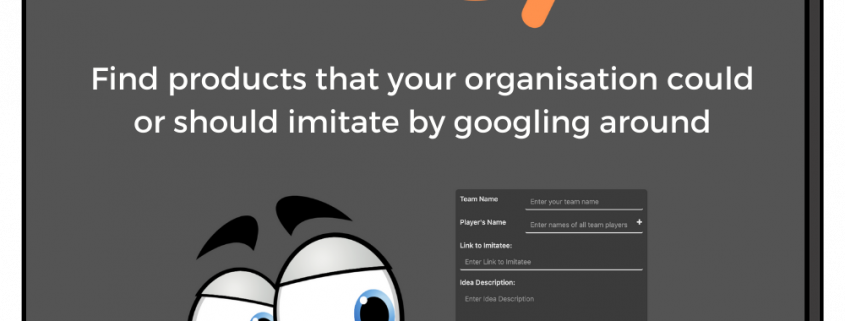 Find products that your organisation could
or should imitate by googling around
Team Name
Enter your team name
Player's Name
Enter names of all team players +
Link to Imitatee:
Enter Link to Imitatee
Idea Description:
Enter Idea Description